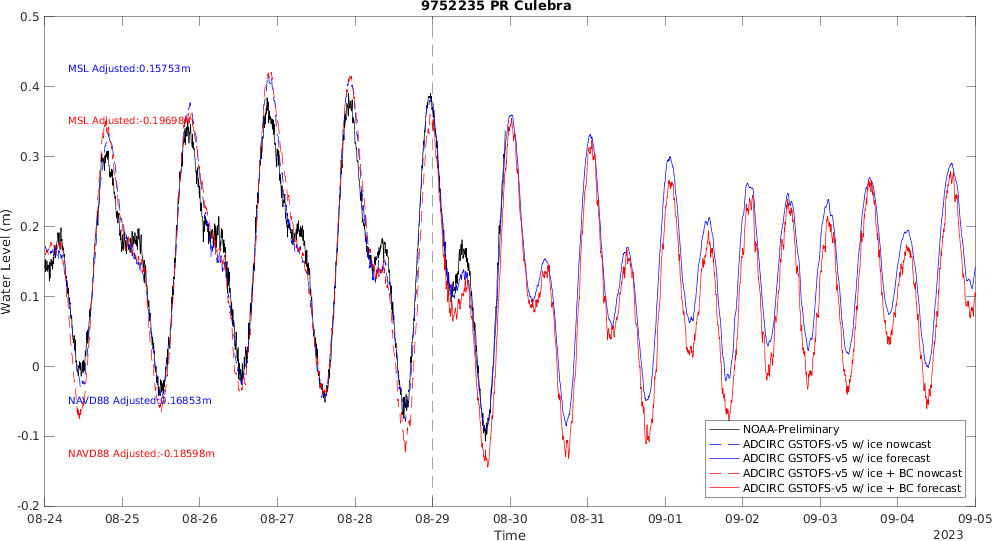 9752235 PR Culebra
0.5
0.4
0.3
0.2
0.1
0
-0.1
-0.2
Water Level (m)
MSL Adjusted:0.15753m
MSL Adjusted:-0.19698m
NAVD88 Adjusted:0.16853m
NAVD88 Adjusted:-0.18598m
NOAA-Preliminary
ADCIRC GSTOFS-v5 w/ ice nowcast
ADCIRC GSTOFS-v5 w/ ice forecast
ADCIRC GSTOFS-v5 w/ ice + BC nowcast
ADCIRC GSTOFS-v5 w/ ice + BC forecast
08-24 08-25 08-26 08-27 08-28 08-29 08-30 08-31 09-01 09-02 09-03 09-04 09-05
Time
2023